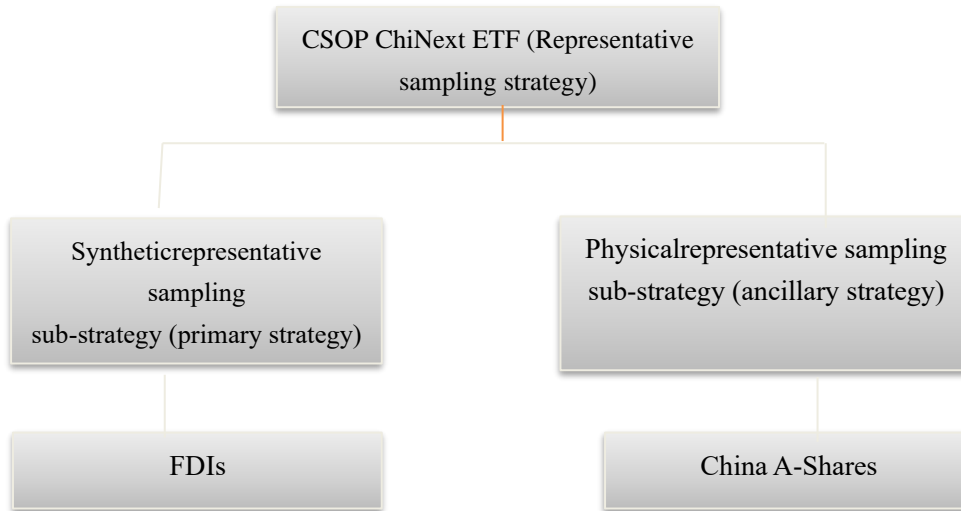 CSOP ChiNext ETF (Representative
sampling strategy)
Syntheticrepresentative
sampling
sub-strategy (primary strategy)
Physicalrepresentative sampling
sub-strategy (ancillary strategy)
FDIs
China A-Shares